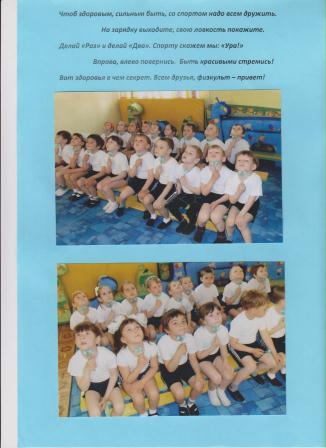 Чтоб здоровым, сильным быть, со спортом надо всем дружить.
На зарядку выходите, свою ловкость покажите.
Делай «Раз» и делай «Два». Спорту скажем мы: «Ура!»
Вправо, влево повернись. Быть красивыми стремись!
Вот здоровья в чем секрет. Всем друзья, физкульт – привет!